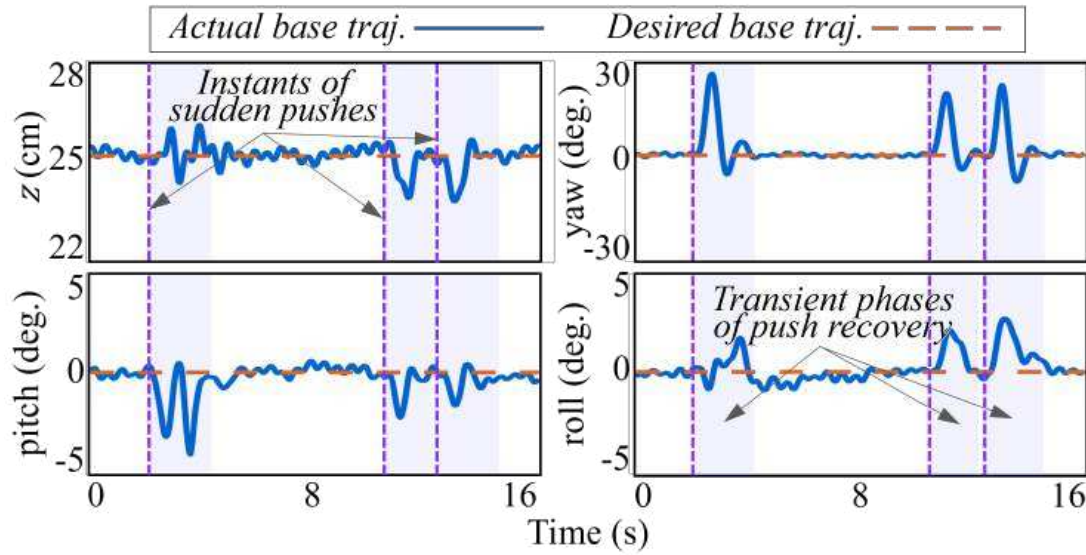 Actual base traj. Desired base traj.
28
25
22
z (cm)
Instants of
sudden pushes
30
0
-30
yaw (deg.)
5
0
-5
pitch (deg.)
0 8 16
5
0
-5
roll (deg.)
Transient phases
of push recovery
0 8 16
Time (s)